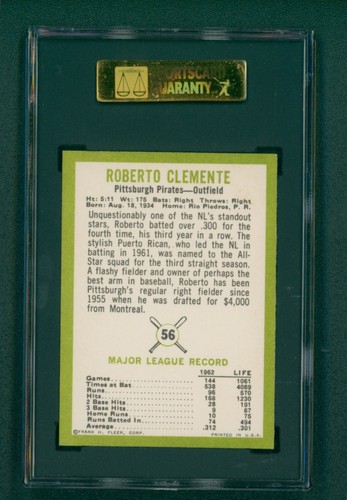 SPORTSCARD
GUARANTY
ROBERTO CLEMENTE
Pittsburgh Pirates—Outfield
Ht: 5:11 Wt: 175 Bats: Right Throws: Right
Born: Aug. 18, 1934 Home: Rio Piedros, P. R.
Unquestionably one of the NL's standout
stars, Roberto batted over .300 for the
fourth time, his third year in a row. The
stylish Puerto Rican, who led the NL in
batting in 1961, was named to the All-
Star squad for the third straight season.
A flashy fielder and owner of perhaps the
best arm in baseball, Roberto has been
Pittsburgh's regular right fielder since
1955 when he was drafted for $4,000
from Montreal.
56
MAJOR LEAGUE RECORD
1962 LIFE
Games 144 1061
Times at Bat 538 4089
Runs 96 570
Hits 168 1230
2 Base Hits 28 191
3 Base Hits 9 67
Home Runs 10 75
Runs Batted In 74 494
Average .312 .301
©FRANK H. FLEER, CORP. PRINTED IN U.S.A.